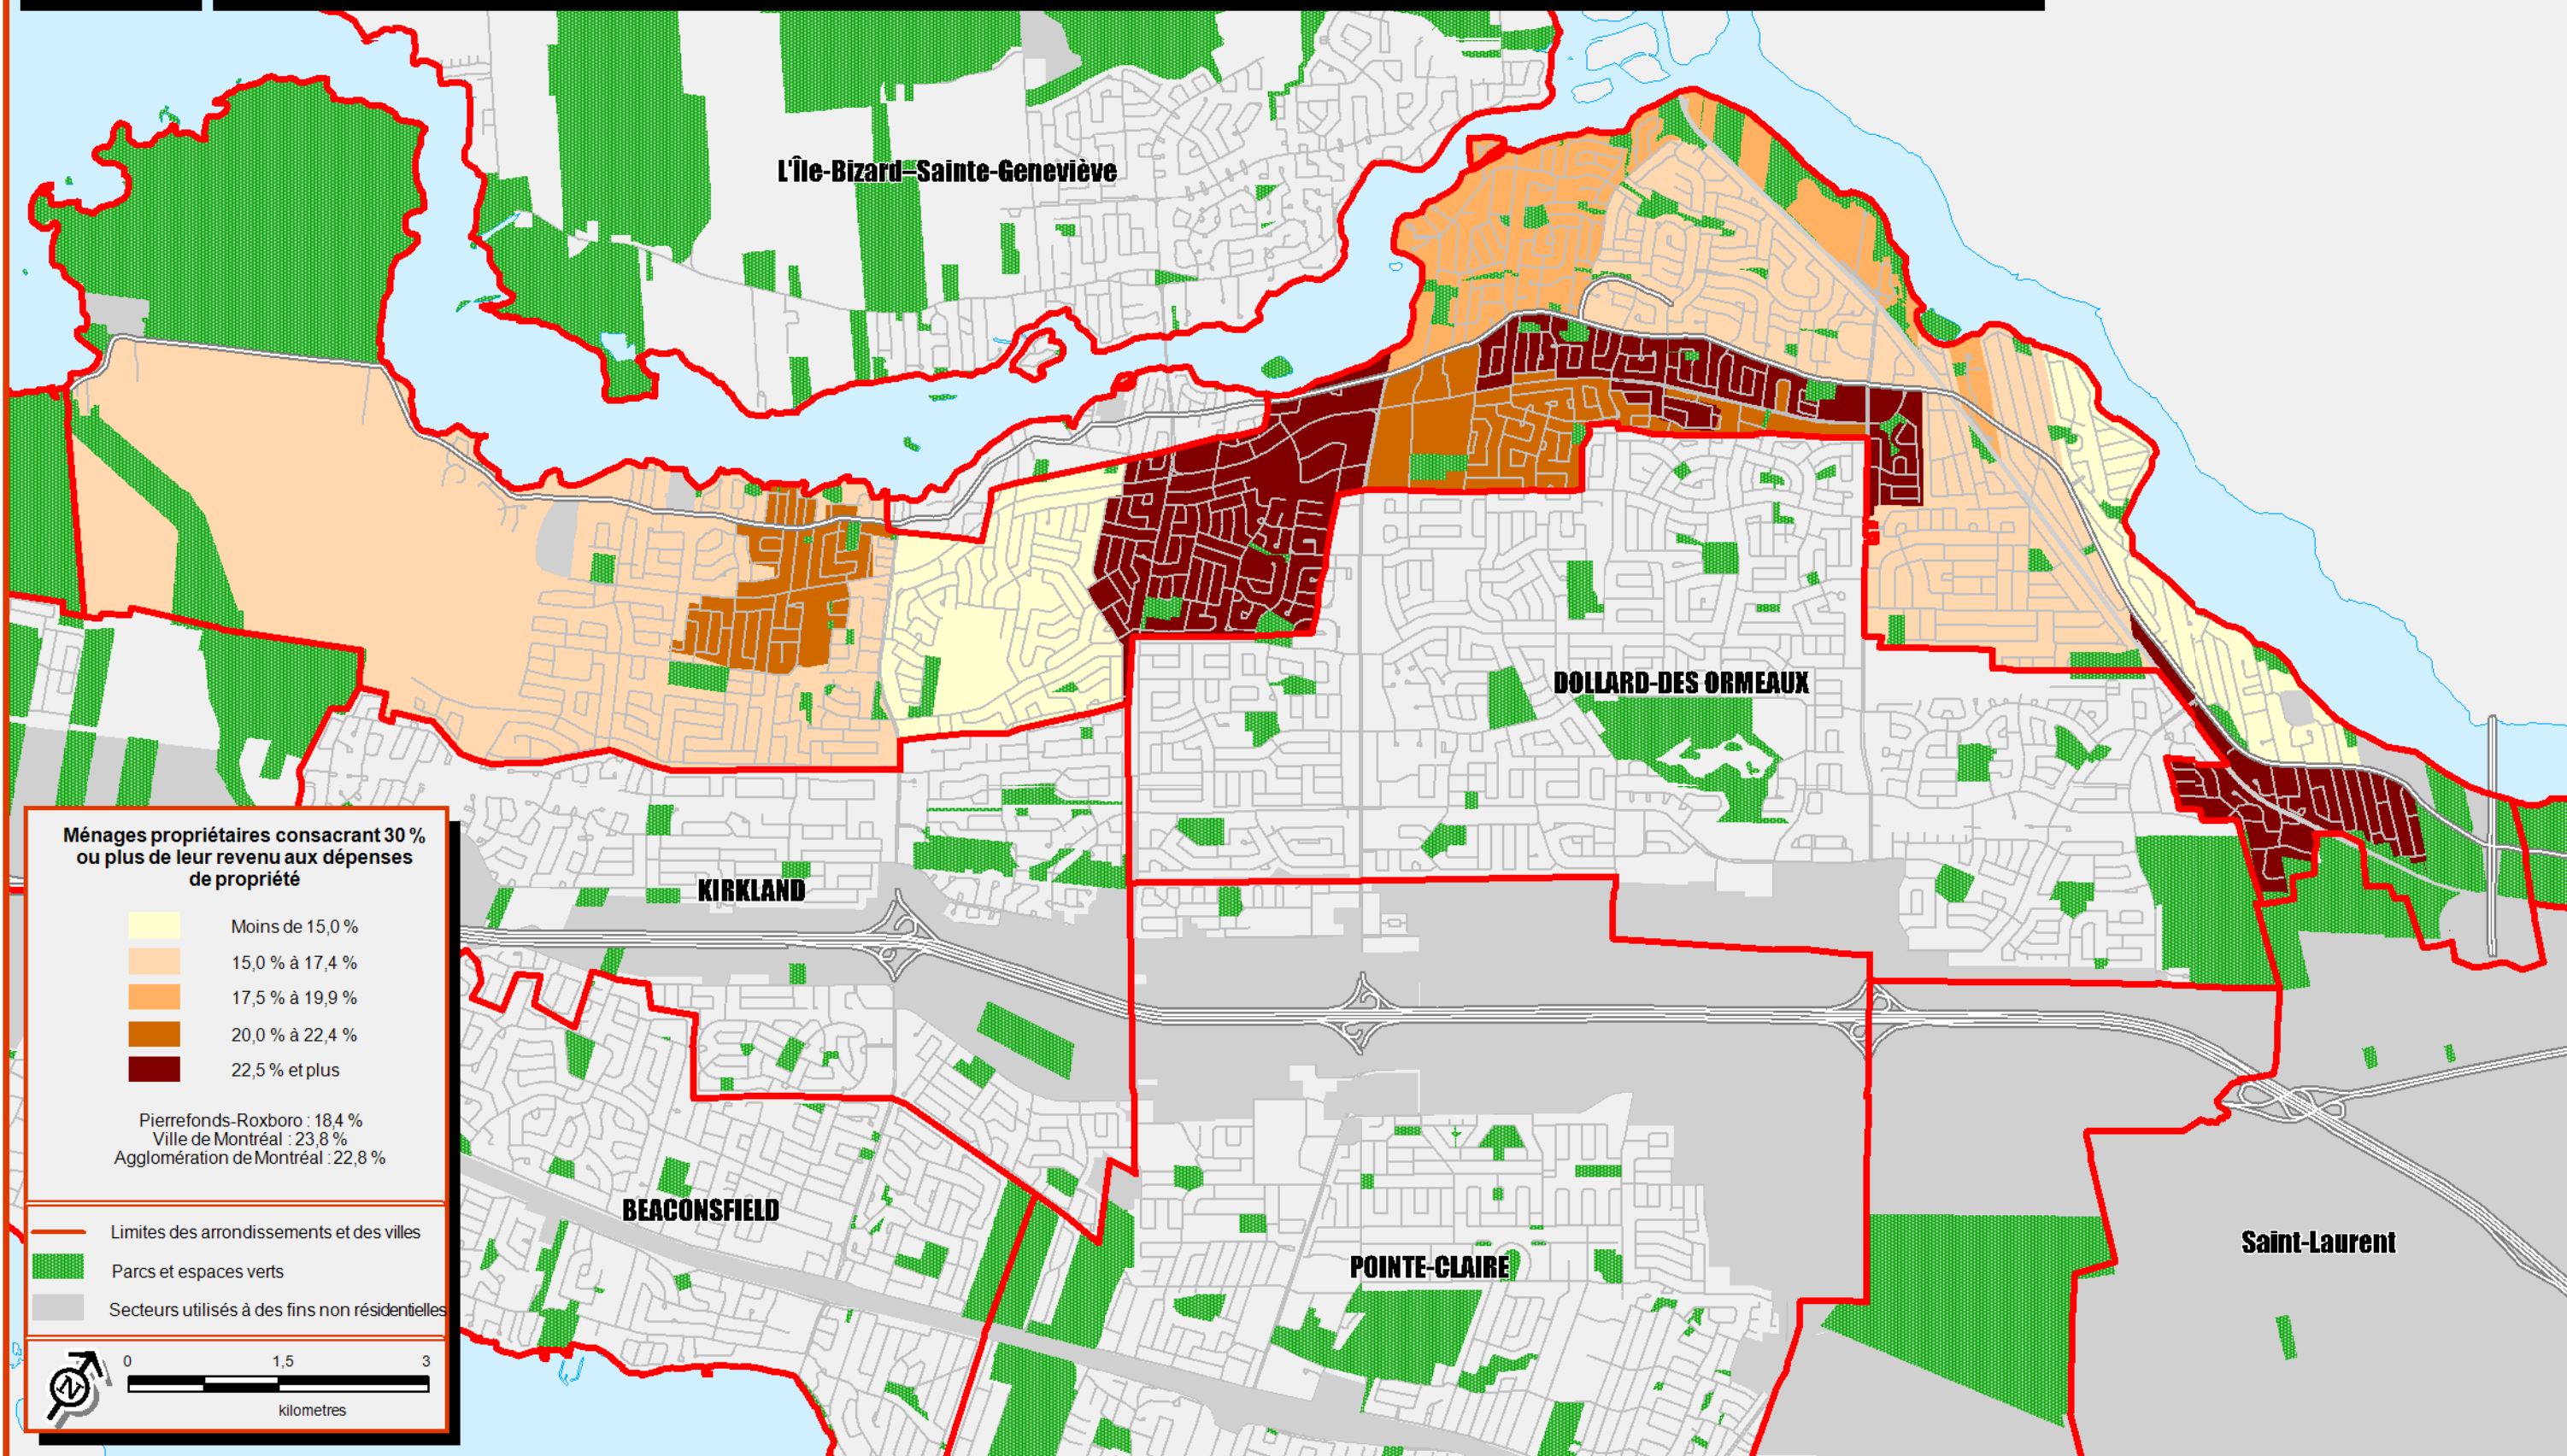 L'Île-Bizard–Sainte-Geneviève
DOLLARD-DES ORMEAUX
KIRKLAND
BEACONSFIELD
POINTE-CLAIRE
Saint-Laurent
Ménages propriétaires consacrant 30 %
ou plus de leur revenu aux dépenses
de propriété
Moins de 15,0 %
15,0 % à 17,4 %
17,5 % à 19,9 %
20,0 % à 22,4 %
22,5 % et plus
Pierrefonds-Roxboro : 18,4 %
Ville de Montréal : 23,8 %
Agglomération de Montréal : 22,8 %
Limites des arrondissements et des villes
Parcs et espaces verts
Secteurs utilisés à des fins non résidentielles
N
0 1,5 3
kilometres